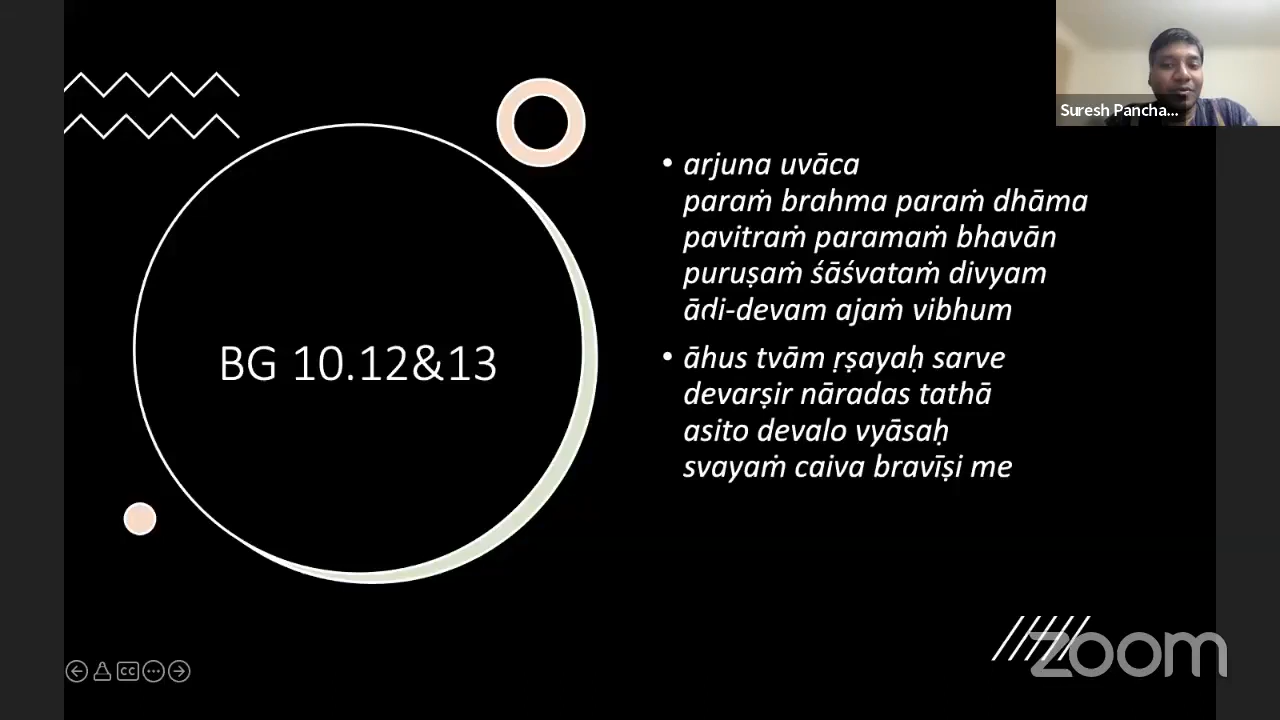 Suresh Pancha...
BG 10.12&13
• arjuna uvāca
paraṁ brahma paraṁ dhāma
pavitraṁ paramaṁ bhavān
puruṣaṁ śāśvataṁ divyam
ādi-devam ajaṁ vibhum
• āhus tvām ṛṣayaḥ sarve
devarṣir nāradas tathā
asito devalo vyāsaḥ
svayaṁ caiva bravīṣi me
CC
zoom